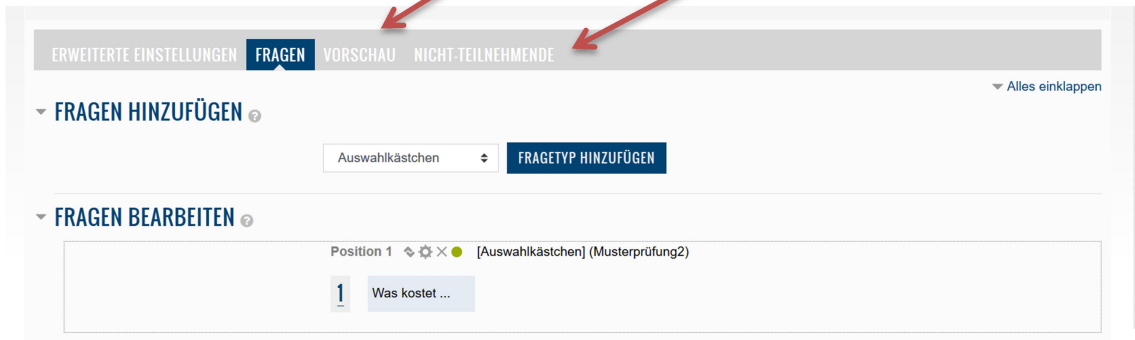 ERWEITERTE EINSTELLUNGEN FRAGEN VORSCHAU NICHT-TEILNEHMENDE
Alles einklappen
FRAGEN HINZUFÜGEN
Auswahlkästchen FRAGETYP HINZUFÜGEN
FRAGEN BEARBEITEN
Position 1 [Auswahlkästchen] (Musterprüfung2)
1 Was kostet ...